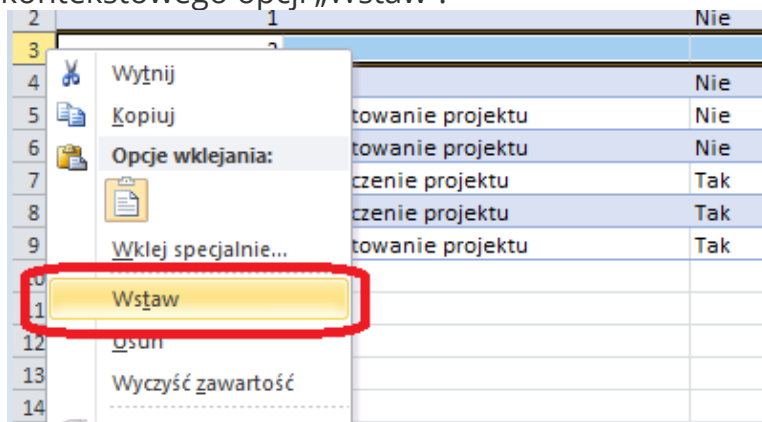 kontekstowego opcji „Wstaw".
2 1 Nie
3 2
4 Wytnij Nie
5 Kopiuj towanie projektu Nie
6 Opcje wklejania: towanie projektu Nie
7 czenie projektu Tak
8 czenie projektu Tak
9 Wklej specjalnie... towanie projektu Tak
10
11 Wstaw
12 Usuń
13 Wyczyść zawartość
14